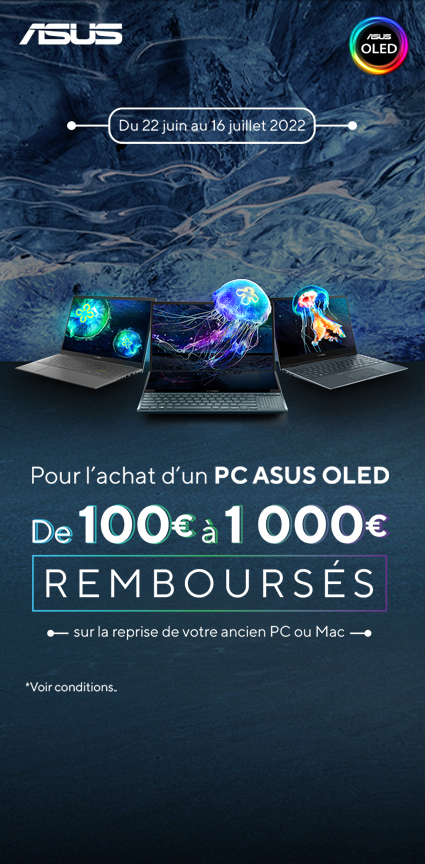 ASUS
ASUS
OLED
Du 22 juin au 16 juillet 2022
Pour l'achat d'un PC ASUS OLED
De 100€ à 1 000€
REMBOURSÉS
sur la reprise de votre ancien PC ou Mac
*Voir conditions..